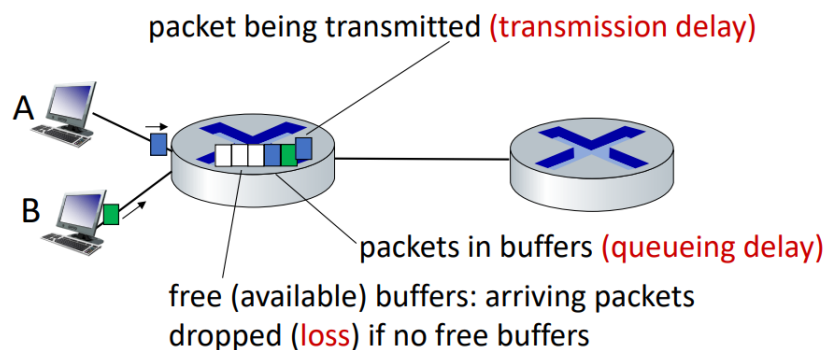 packet being transmitted (transmission delay)
A
B
packets in buffers (queueing delay)
free (available) buffers: arriving packets
dropped (loss) if no free buffers